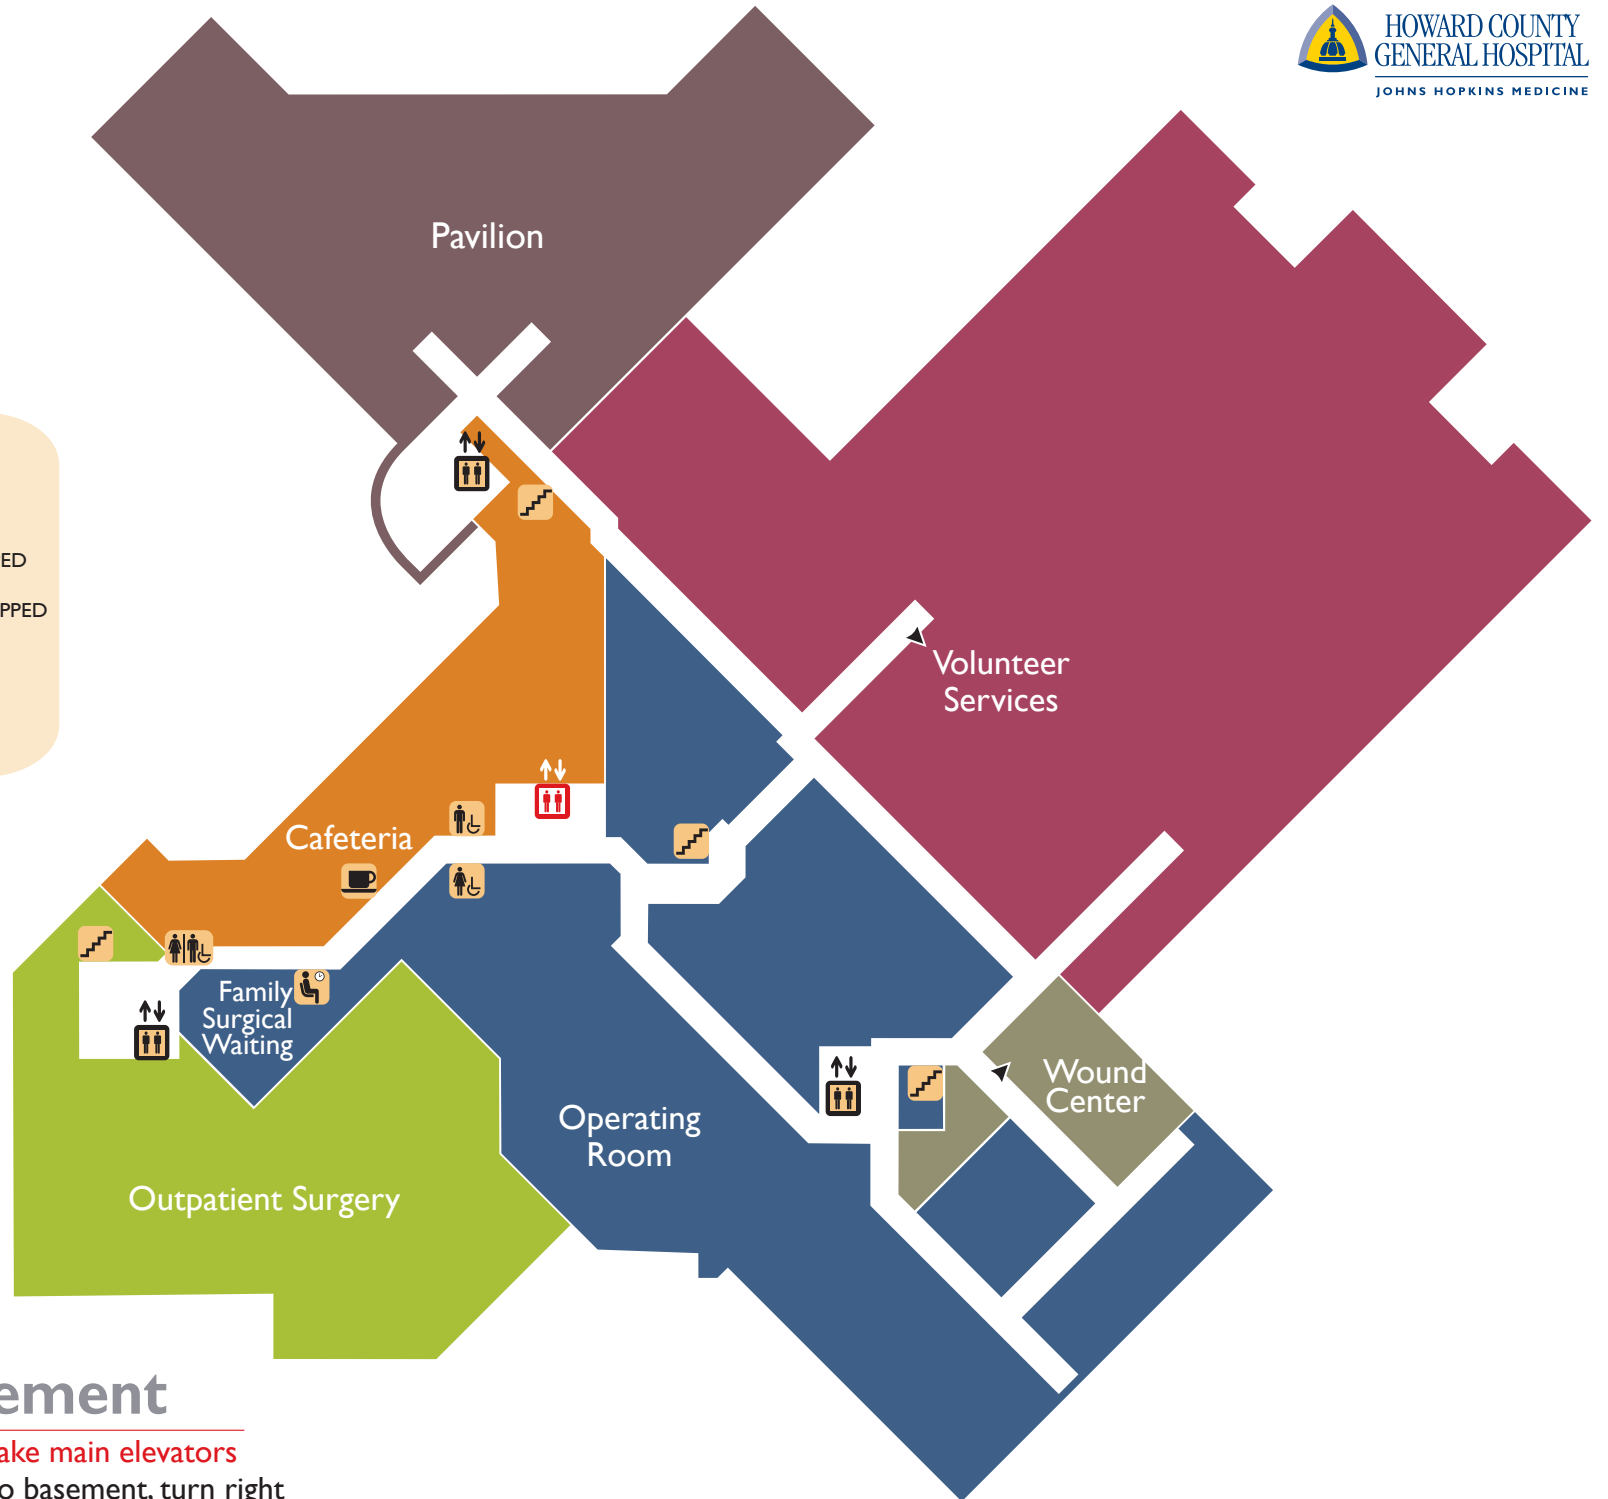 HOWARD COUNTY
GENERAL HOSPITAL
JOHNS HOPKINS MEDICINE
Pavilion
ED
PPED
Volunteer
Services
Cafeteria
Family
Surgical
Waiting
Wound
Center
Operating
Room
Outpatient Surgery
ement
ake main elevators
o basement, turn right